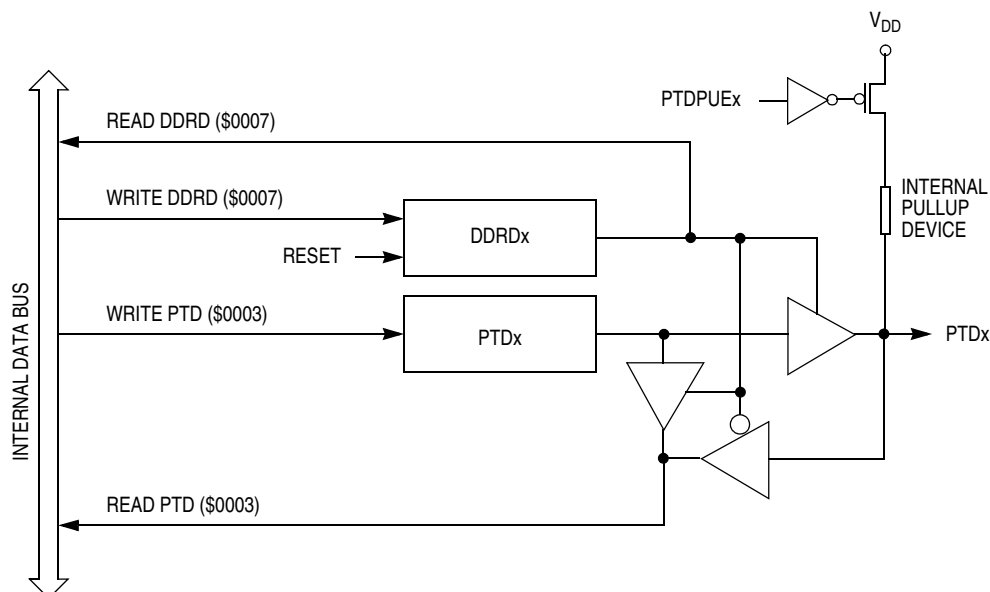 VDD
PTDPUEx
READ DDRD ($0007)
WRITE DDRD ($0007)
INTERNAL
PULLUP
DEVICE
DDRDx
RESET
WRITE PTD ($0003)
PTDx
PTDx
INTERNAL DATA BUS
READ PTD ($0003)